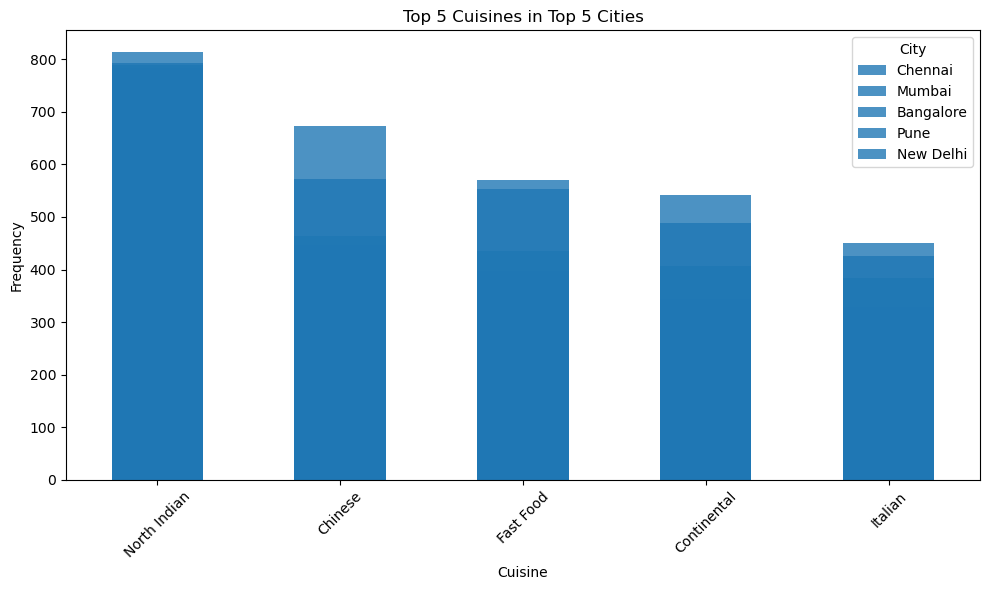 Top 5 Cuisines in Top 5 Cities
Frequency
800
700
600
500
400
300
200
100
0
City
Chennai
Mumbai
Bangalore
Pune
New Delhi
North Indian
Chinese
Fast Food
Continental
Italian
Cuisine